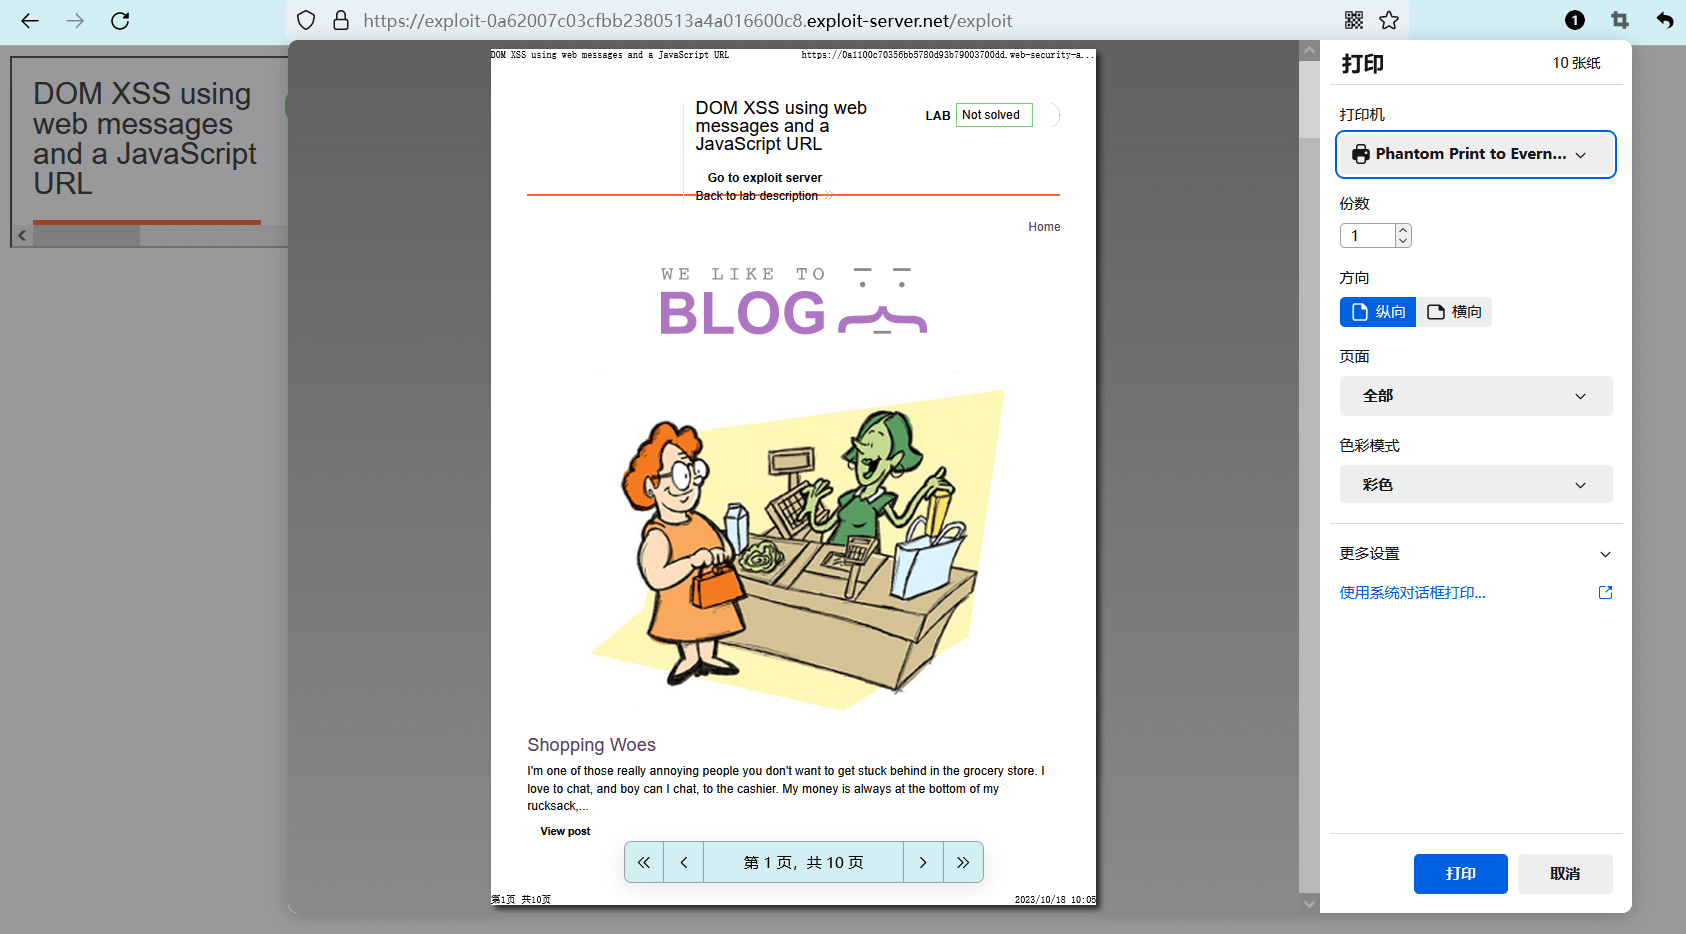 https://exploit-0a62007c03cfbb2380513a4a016600c8.exploit-server.net/exploit
1
DOM XSS using
web messages
and a JavaScript
URL
DOM XSS using web messages and a JavaScript URL
https://0a1100c70356bb5780d93b79003700dd.web-security-a...
DOM XSS using web
messages and a
JavaScript URL
LAB
Not solved
Go to exploit server
Back to lab description
Home
WE LIKE TO
BLOG
Shopping Woes
I'm one of those really annoying people you don't want to get stuck behind in the grocery store. I
love to chat, and boy can I chat, to the cashier. My money is always at the bottom of my
rucksack,...
View post
第 1 页，共 10 页
第1页 共10页
2023/10/18 10:05
打印
10 张纸
打印机
Phantom Print to Evern...
份数
1
方向
纵向
横向
页面
全部
色彩模式
彩色
更多设置
使用系统对话框打印...
打印
取消